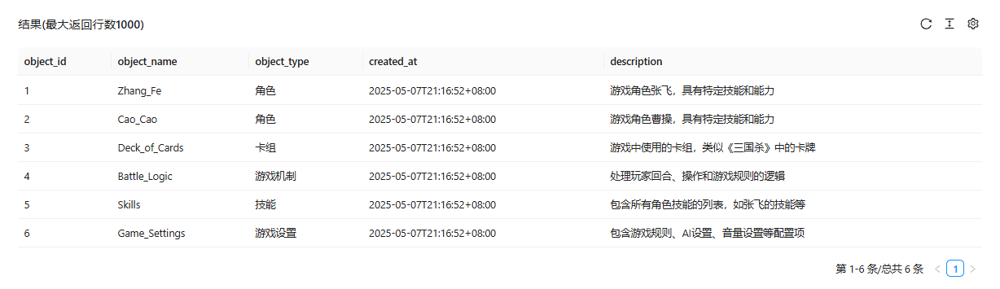 结果(最大返回行数1000)
object_id object_name object_type created_at description
1 Zhang_Fe 角色 2025-05-07T21:16:52+08:00 游戏角色张飞，具有特定技能和能力
2 Cao_Cao 角色 2025-05-07T21:16:52+08:00 游戏角色曹操，具有特定技能和能力
3 Deck_of_Cards 卡组 2025-05-07T21:16:52+08:00 游戏中使用的卡组，类似《三国杀》中的卡牌
4 Battle_Logic 游戏机制 2025-05-07T21:16:52+08:00 处理玩家回合、操作和游戏规则的逻辑
5 Skills 技能 2025-05-07T21:16:52+08:00 包含所有角色技能的列表，如张飞的技能等
6 Game_Settings 游戏设置 2025-05-07T21:16:52+08:00 包含游戏规则、AI设置、音量设置等配置项
第 1-6 条/总共 6 条 < 1 >